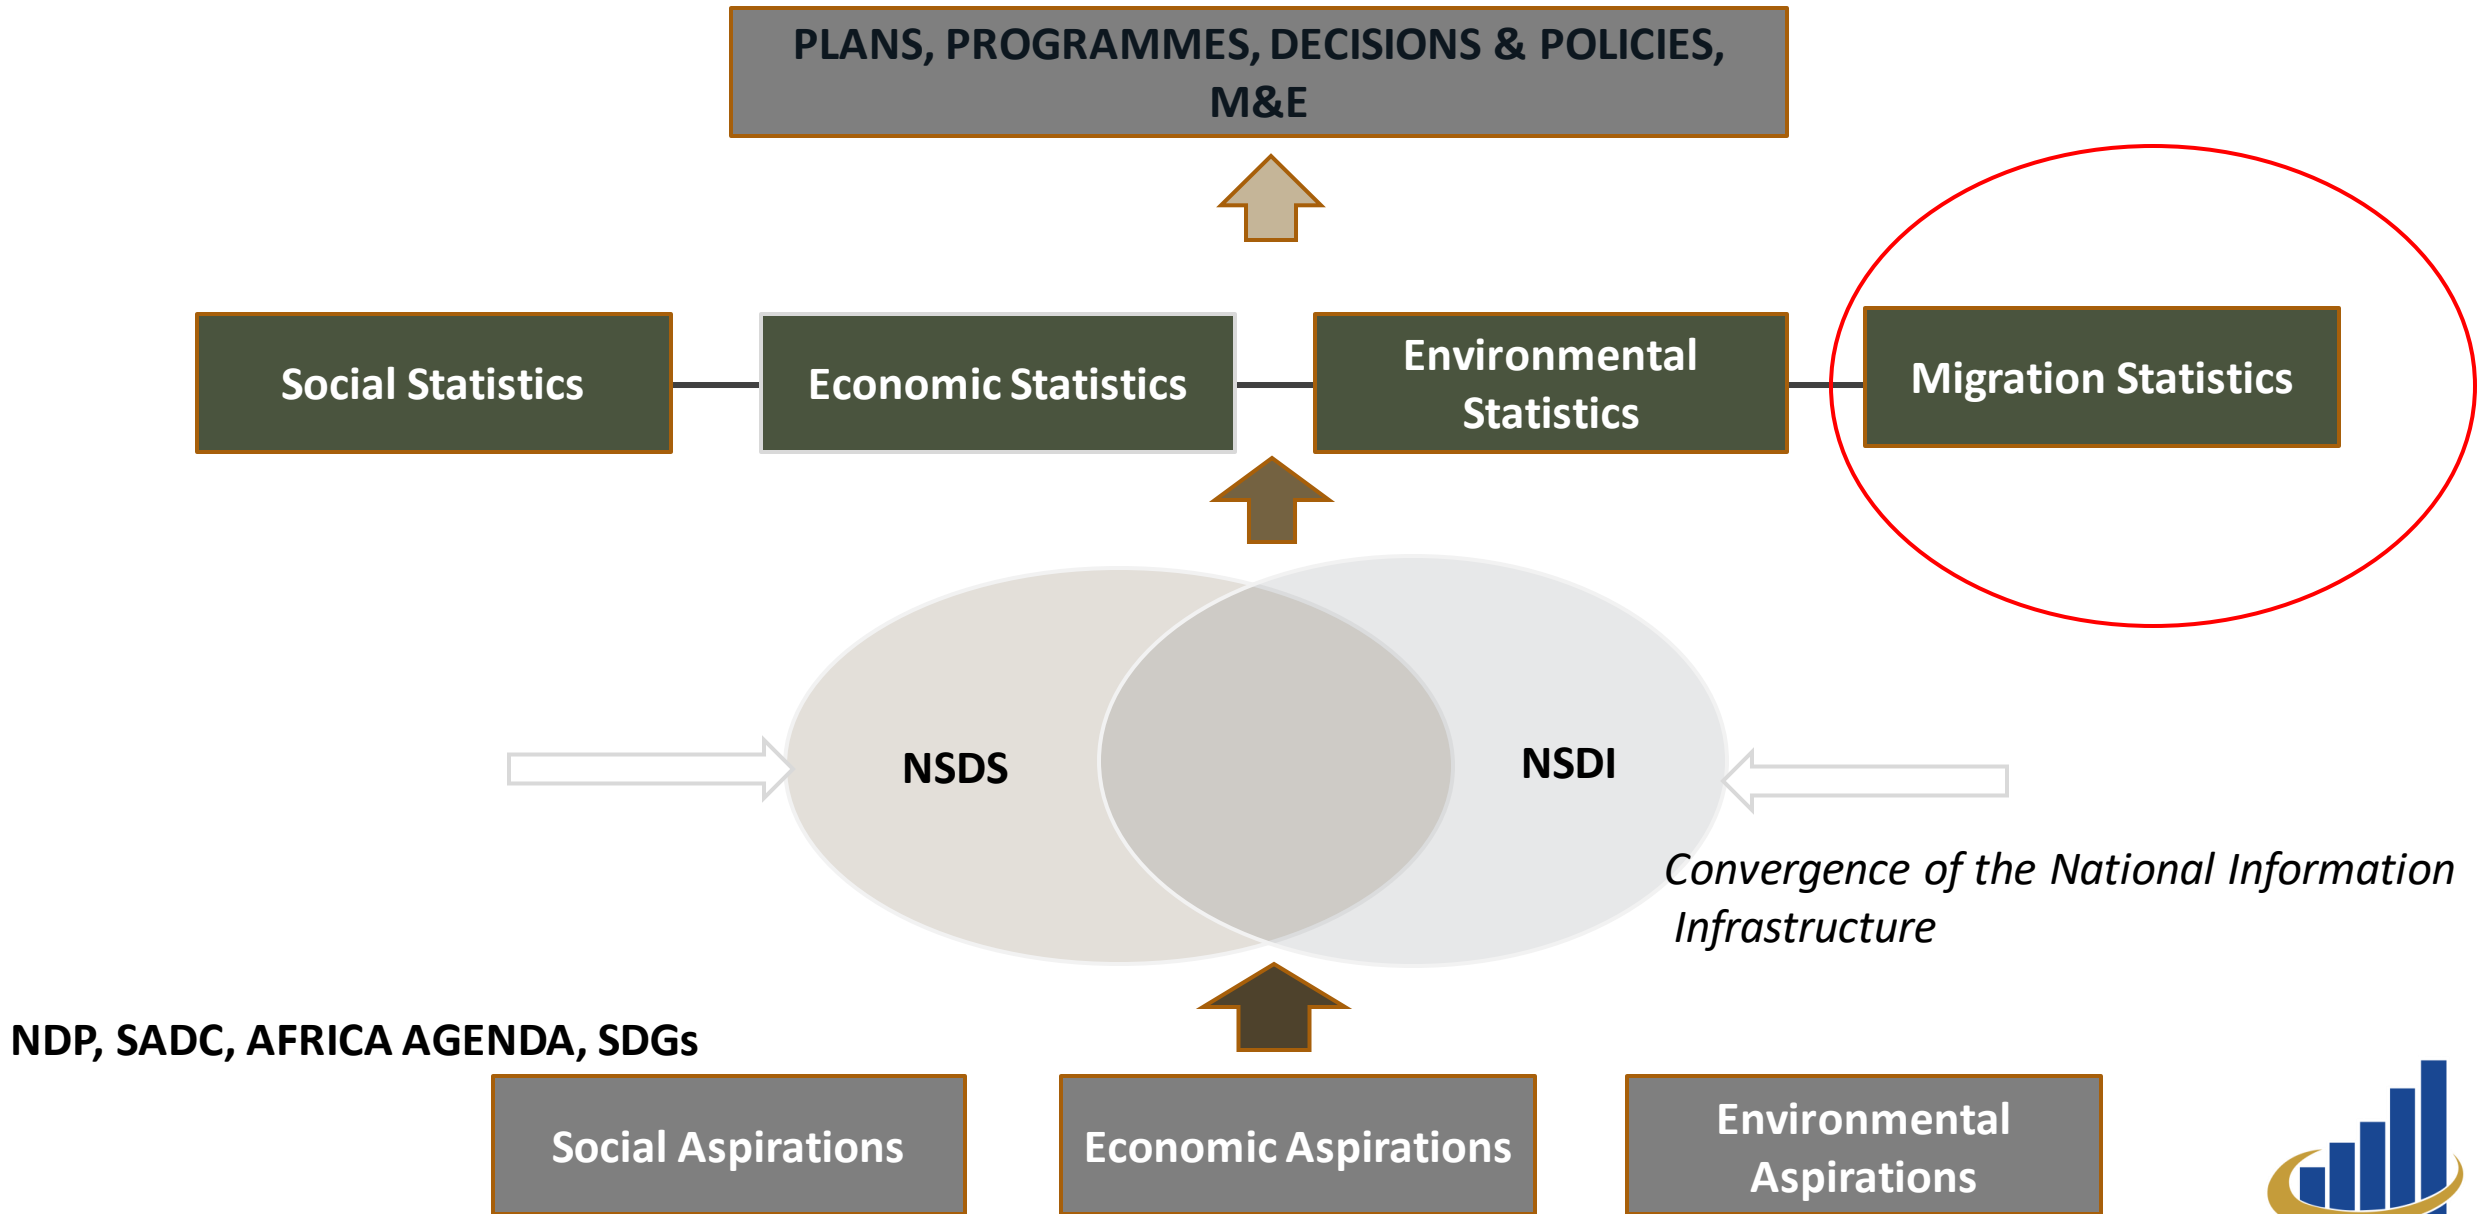 PLANS, PROGRAMMES, DECISIONS & POLICIES,
M&E
Social Statistics
Economic Statistics
Environmental
Statistics
Migration Statistics
NSDS
NSDI
Convergence of the National Information
Infrastructure
NDP, SADC, AFRICA AGENDA, SDGs
Social Aspirations
Economic Aspirations
Environmental
Aspirations